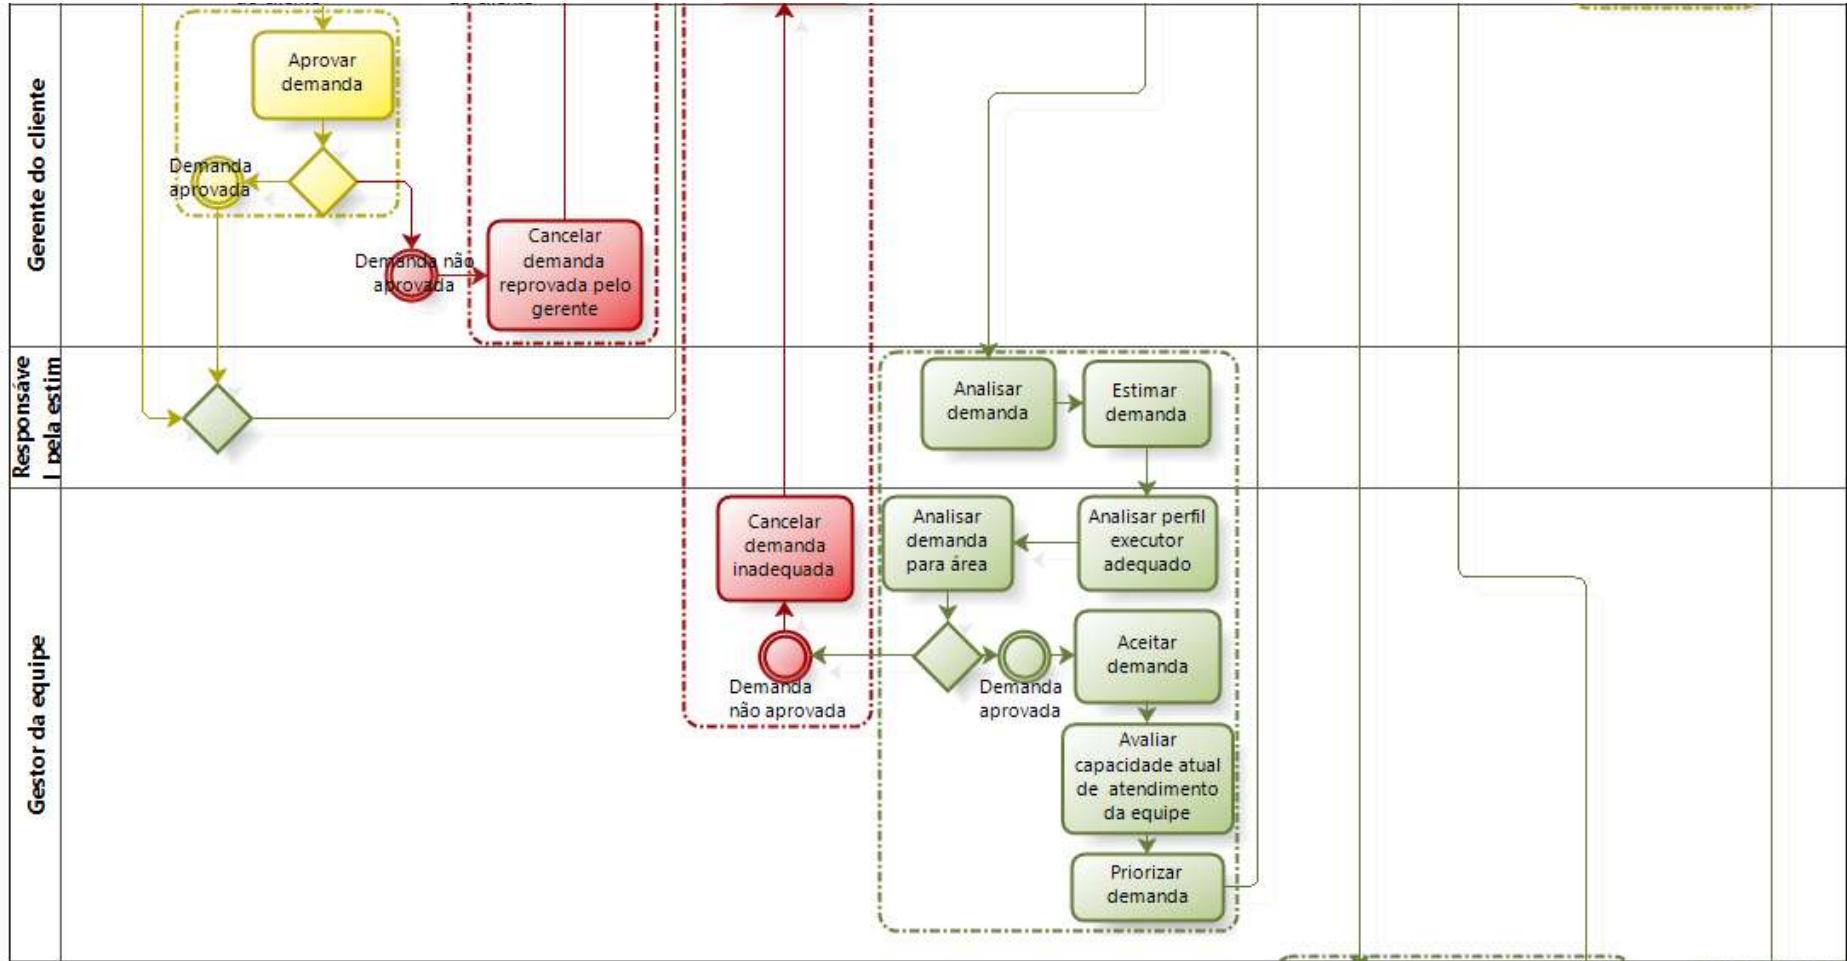 Gerente do cliente
Aprovar
demanda
Demanda
aprovada
Demanda não
aprovada
Cancelar
demanda
reprovada pelo
gerente
Responsáve
l pela estim
Analisar
demanda
Estimar
demanda
Gestor da equipe
Cancelar
demanda
inadequada
Analisar
demanda
para área
Analisar perfil
executor
adequado
Demanda
não aprovada
Demanda
aprovada
Aceitar
demanda
Avaliar
capacidade atual
de atendimento
da equipe
Priorizar
demanda